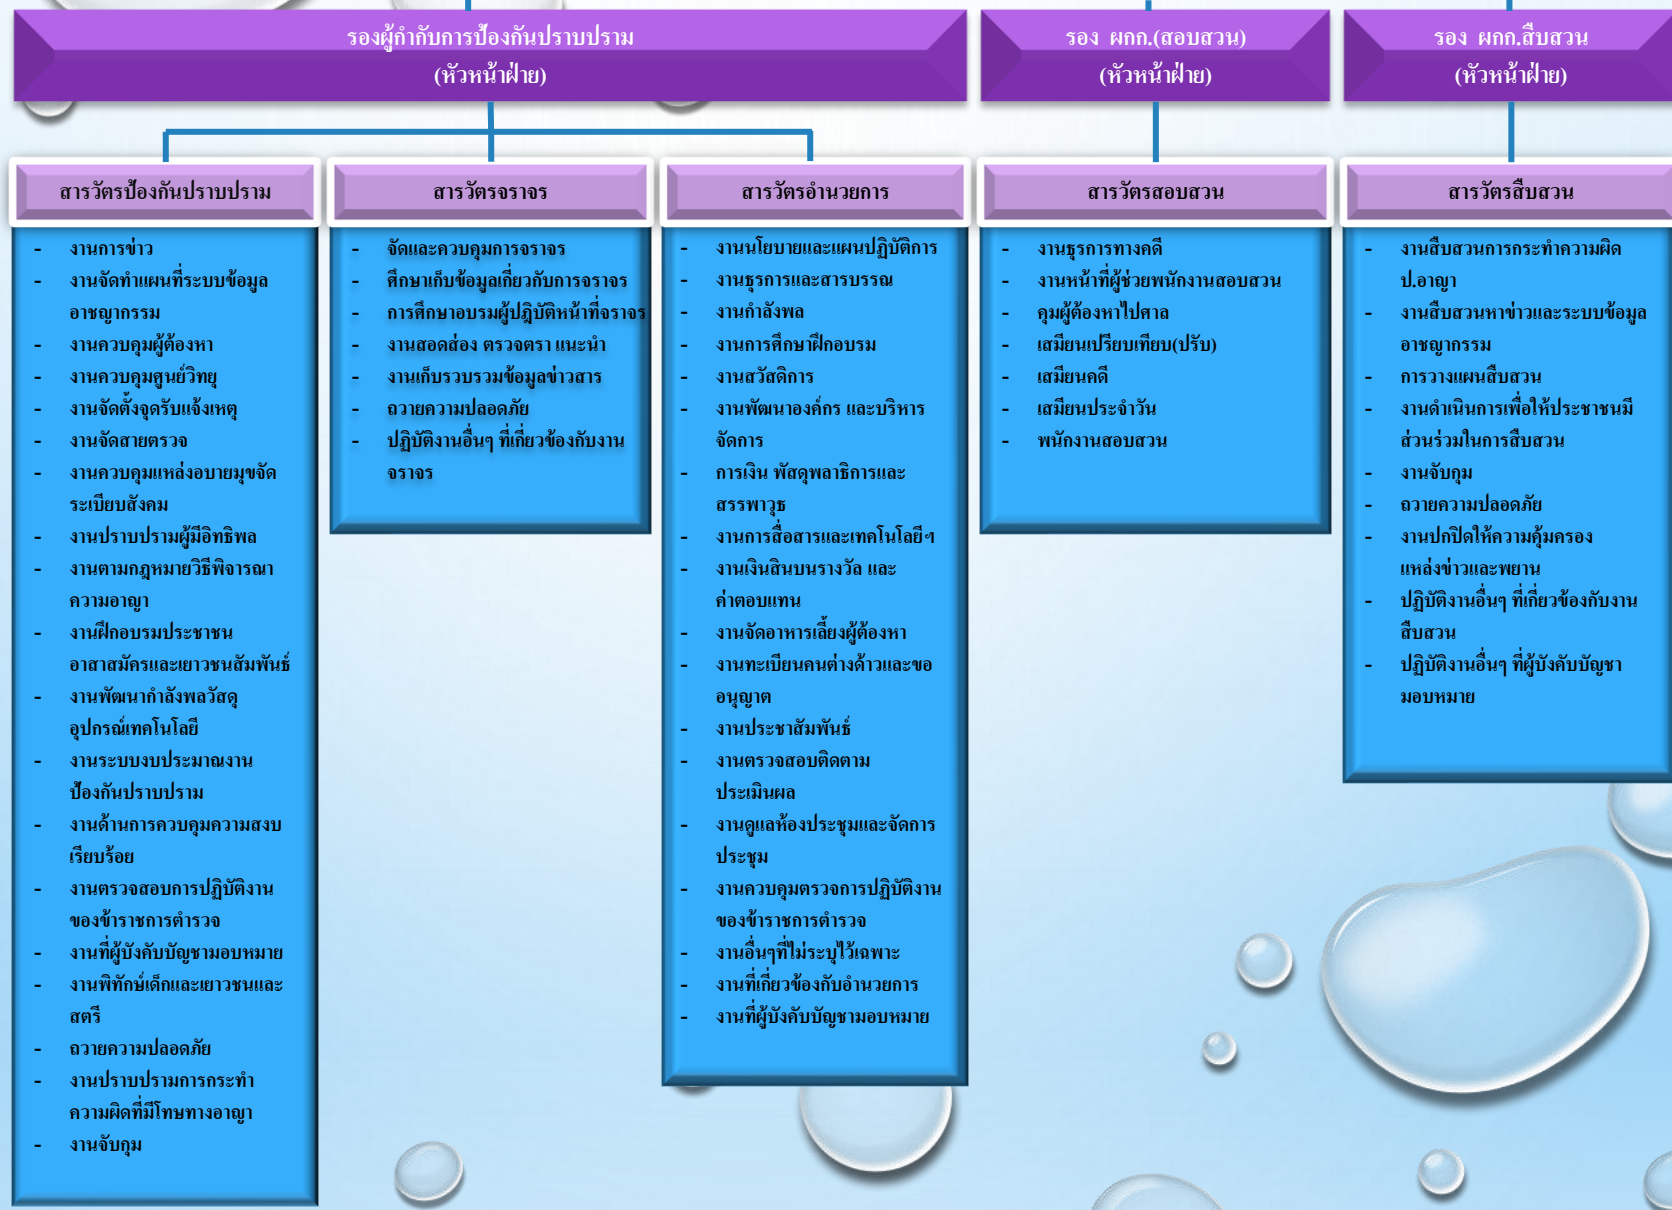 รองผู้กำกับการป้องกันปราบปราม
(หัวหน้าฝ่าย)
รอง ผกก.(สอบสวน)
(หัวหน้าฝ่าย)
รอง ผกก.สืบสวน
(หัวหน้าฝ่าย)
สารวัตรป้องกันปราบปราม
- งานการข่าว
- งานจัดทำแผนที่ระบบข้อมูล
อาชญากรรม
- งานควบคุมผู้ต้องหา
- งานควบคุมศูนย์วิทยุ
- งานจัดตั้งจุดรับแจ้งเหตุ
- งานจัดสายตรวจ
- งานควบคุมแหล่งอบายมุขจัด
ระเบียบสังคม
- งานปราบปรามผู้มีอิทธิพล
- งานตามกฎหมายวิธีพิจารณา
ความอาญา
- งานฝึกอบรมประชาชน
อาสาสมัครและเยาวชนสัมพันธ์
- งานพัฒนากำลังพลวัสดุ
อุปกรณ์เทคโนโลยี
- งานระบบงบประมาณงาน
ป้องกันปราบปราม
- งานด้านการควบคุมความสงบ
เรียบร้อย
- งานตรวจสอบการปฏิบัติงาน
ของข้าราชการตำรวจ
- งานที่ผู้บังคับบัญชามอบหมาย
- งานพิทักษ์เด็กและเยาวชนและ
สตรี
- ถวายความปลอดภัย
- งานปราบปรามการกระทำ
ความผิดที่มีโทษทางอาญา
- งานจับกุม
สารวัตรจราจร
- จัดและควบคุมการจราจร
- ศึกษาเก็บข้อมูลเกี่ยวกับการจราจร
- การศึกษาอบรมผู้ปฎิบัติหน้าที่จราจร
- งานสอดส่อง ตรวจตรา แนะนำ
- งานเก็บรวบรวมข้อมูลข่าวสาร
- ถวายความปลอดภัย
- ปฏิบัติงานอื่นๆ ที่เกี่ยวข้องกับงาน
จราจร
สารวัตรอำนวยการ
- งานนโยบายและแผนปฏิบัติการ
- งานธุรการและสารบรรณ
- งานกำลังพล
- งานการศึกษาฝึกอบรม
- งานสวัสดิการ
- งานพัฒนาองค์กร และบริหาร
จัดการ
- การเงิน พัสดุพลาธิการและ
สรรพาวุธ
- งานการสื่อสารและเทคโนโลยีฯ
- งานเงินสินบนรางวัล และ
ค่าตอบแทน
- งานจัดอาหารเลี้ยงผู้ต้องหา
- งานทะเบียนคนต่างด้าวและขอ
อนุญาต
- งานประชาสัมพันธ์
- งานตรวจสอบติดตาม
ประเมินผล
- งานดูแลห้องประชุมและจัดการ
ประชุม
- งานควบคุมตรวจการปฏิบัติงาน
ของข้าราชการตำรวจ
- งานอื่นๆที่ไม่ระบุไว้เฉพาะ
- งานที่เกี่ยวข้องกับอำนวยการ
- งานที่ผู้บังคับบัญชามอบหมาย
สารวัตรสอบสวน
- งานธุรการทางคดี
- งานหน้าที่ผู้ช่วยพนักงานสอบสวน
- คุมผู้ต้องหาไปศาล
- เสมียนเปรียบเทียบ(ปรับ)
- เสมียนคดี
- เสมียนประจำวัน
- พนักงานสอบสวน
สารวัตรสืบสวน
- งานสืบสวนการกระทำความผิด
ป.อาญา
- งานสืบสวนหาข่าวและระบบข้อมูล
อาชญากรรม
- การวางแผนสืบสวน
- งานดำเนินการเพื่อให้ประชาชนมี
ส่วนร่วมในการสืบสวน
- งานจับกุม
- ถวายความปลอดภัย
- งานปกปิดให้ความคุ้มครอง
แหล่งข่าวและพยาน
- ปฏิบัติงานอื่นๆ ที่เกี่ยวข้องกับงาน
สืบสวน
- ปฏิบัติงานอื่นๆ ที่ผู้บังคับบัญชา
มอบหมาย